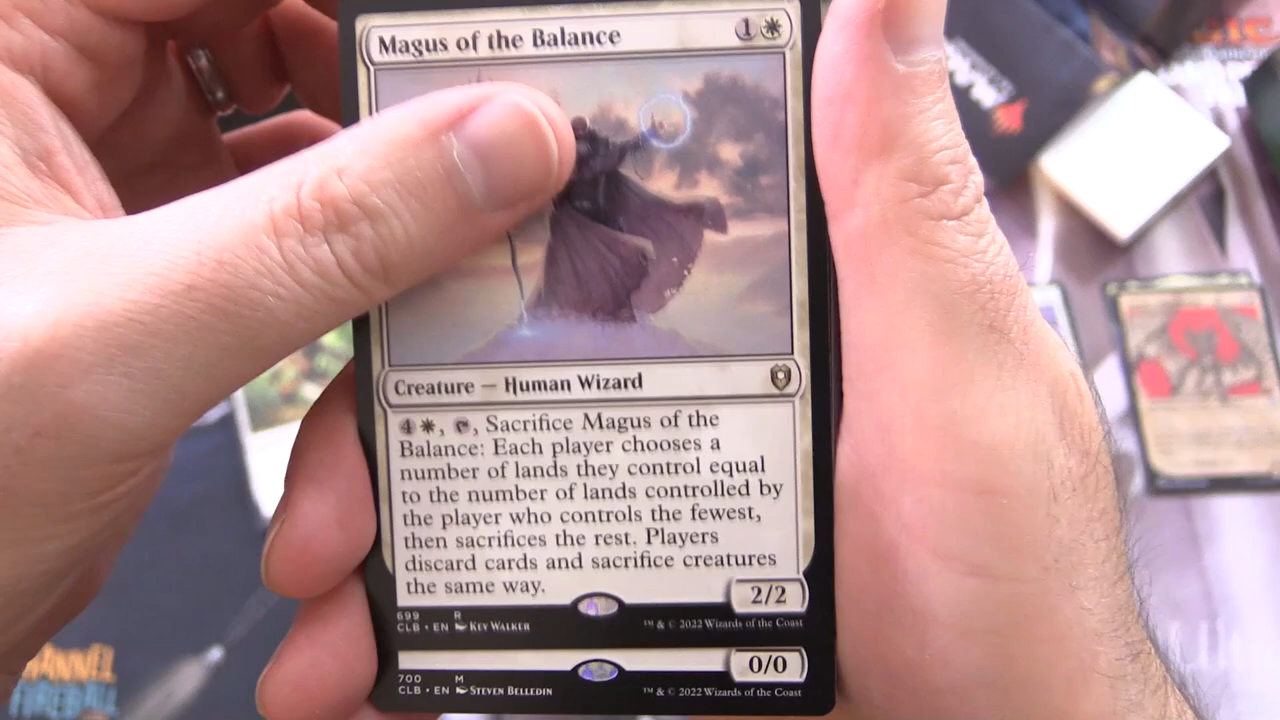 Magus of the Balance 1
Creature — Human Wizard
4 , , Sacrifice Magus of the
Balance: Each player chooses a
number of lands they control equal
to the number of lands controlled by
the player who controls the fewest,
then sacrifices the rest. Players
discard cards and sacrifice creatures
the same way.
2/2
699 R
CLB • EN Kev Walker ™ & © 2022 Wizards of the Coast
0/0
700 M
CLB • EN Steven Belledin ™ & © 2022 Wizards of the Coast
CHANNEL
FIREBALL